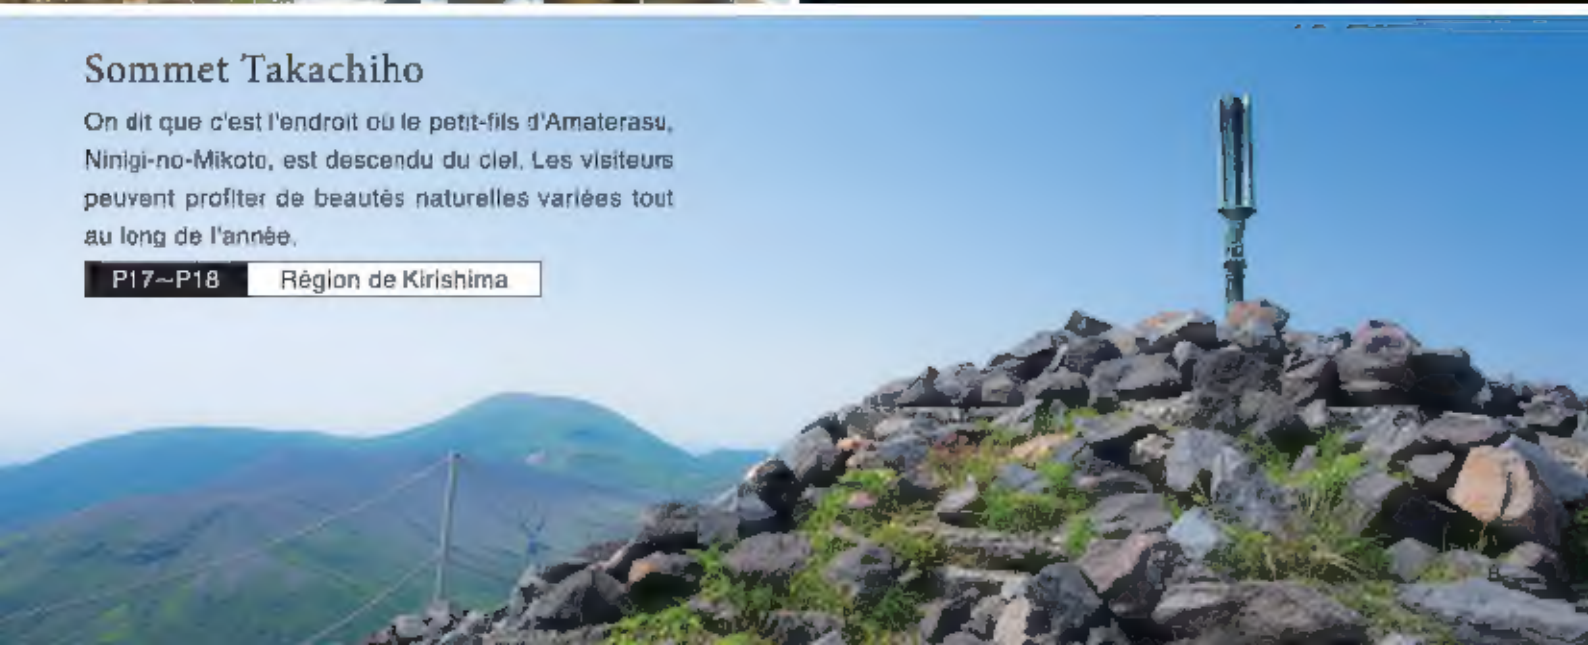 Sommet Takachiho
On dit que c'est l'endroit où le petit-fils d'Amaterasu,
Ninigi-no-Mikoto, est descendu du ciel. Les visiteurs
peuvent profiter de beautés naturelles variées tout
au long de l'année.
P17~P18 Région de Kirishima